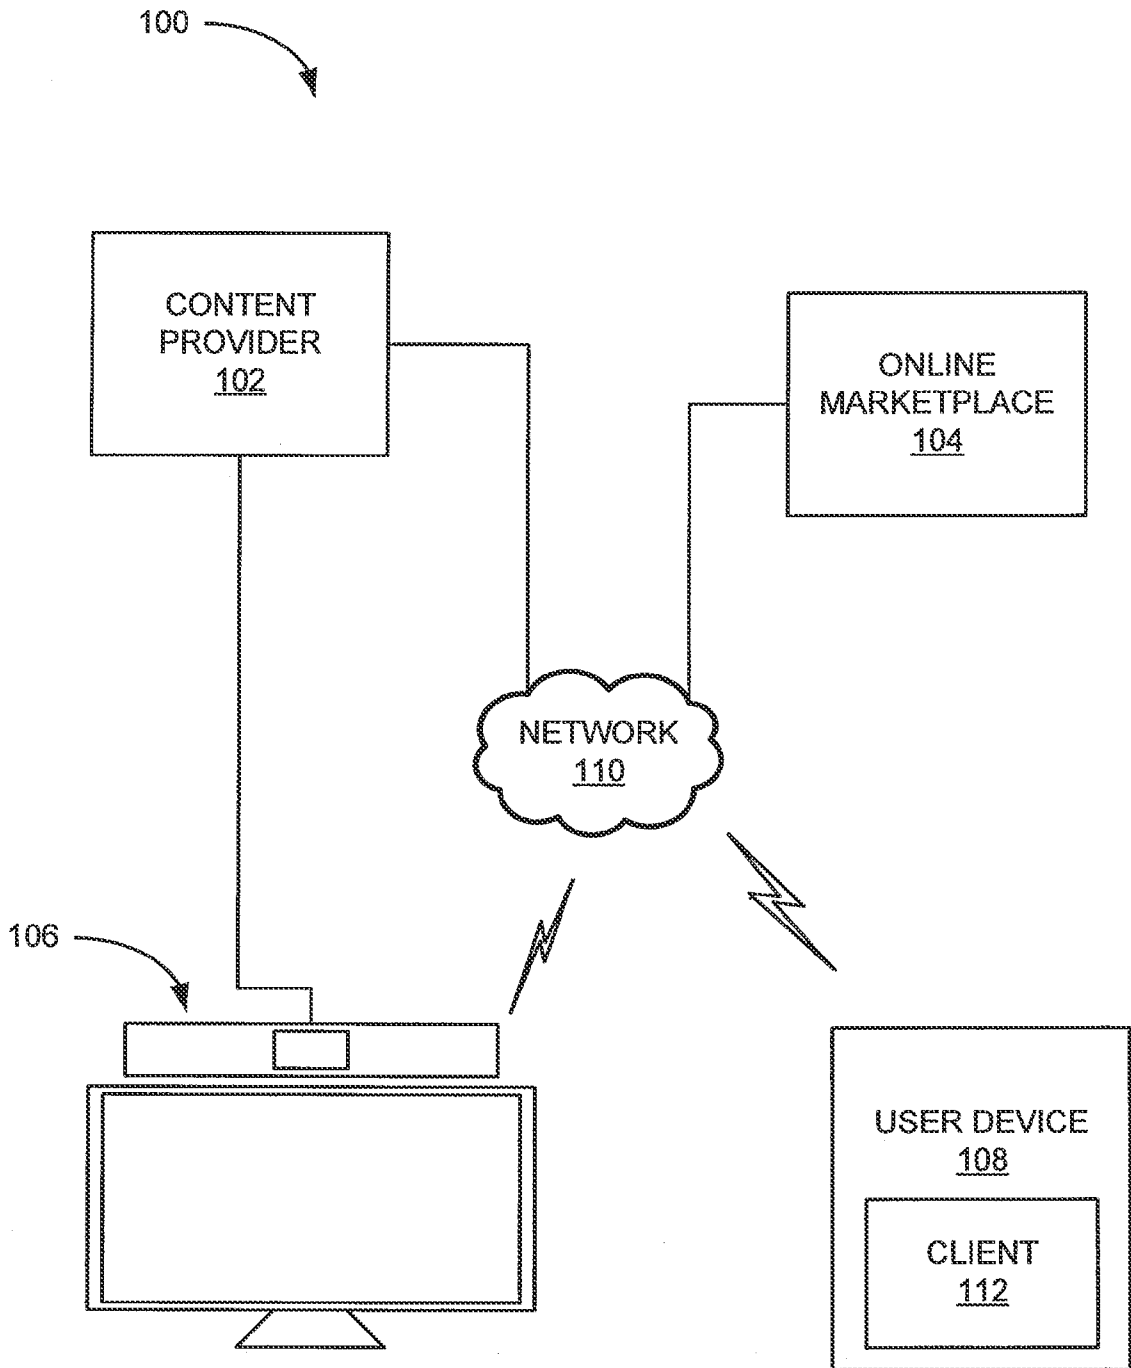 100
CONTENT
PROVIDER
102
ONLINE
MARKETPLACE
104
NETWORK
110
106
USER DEVICE
108
CLIENT
112